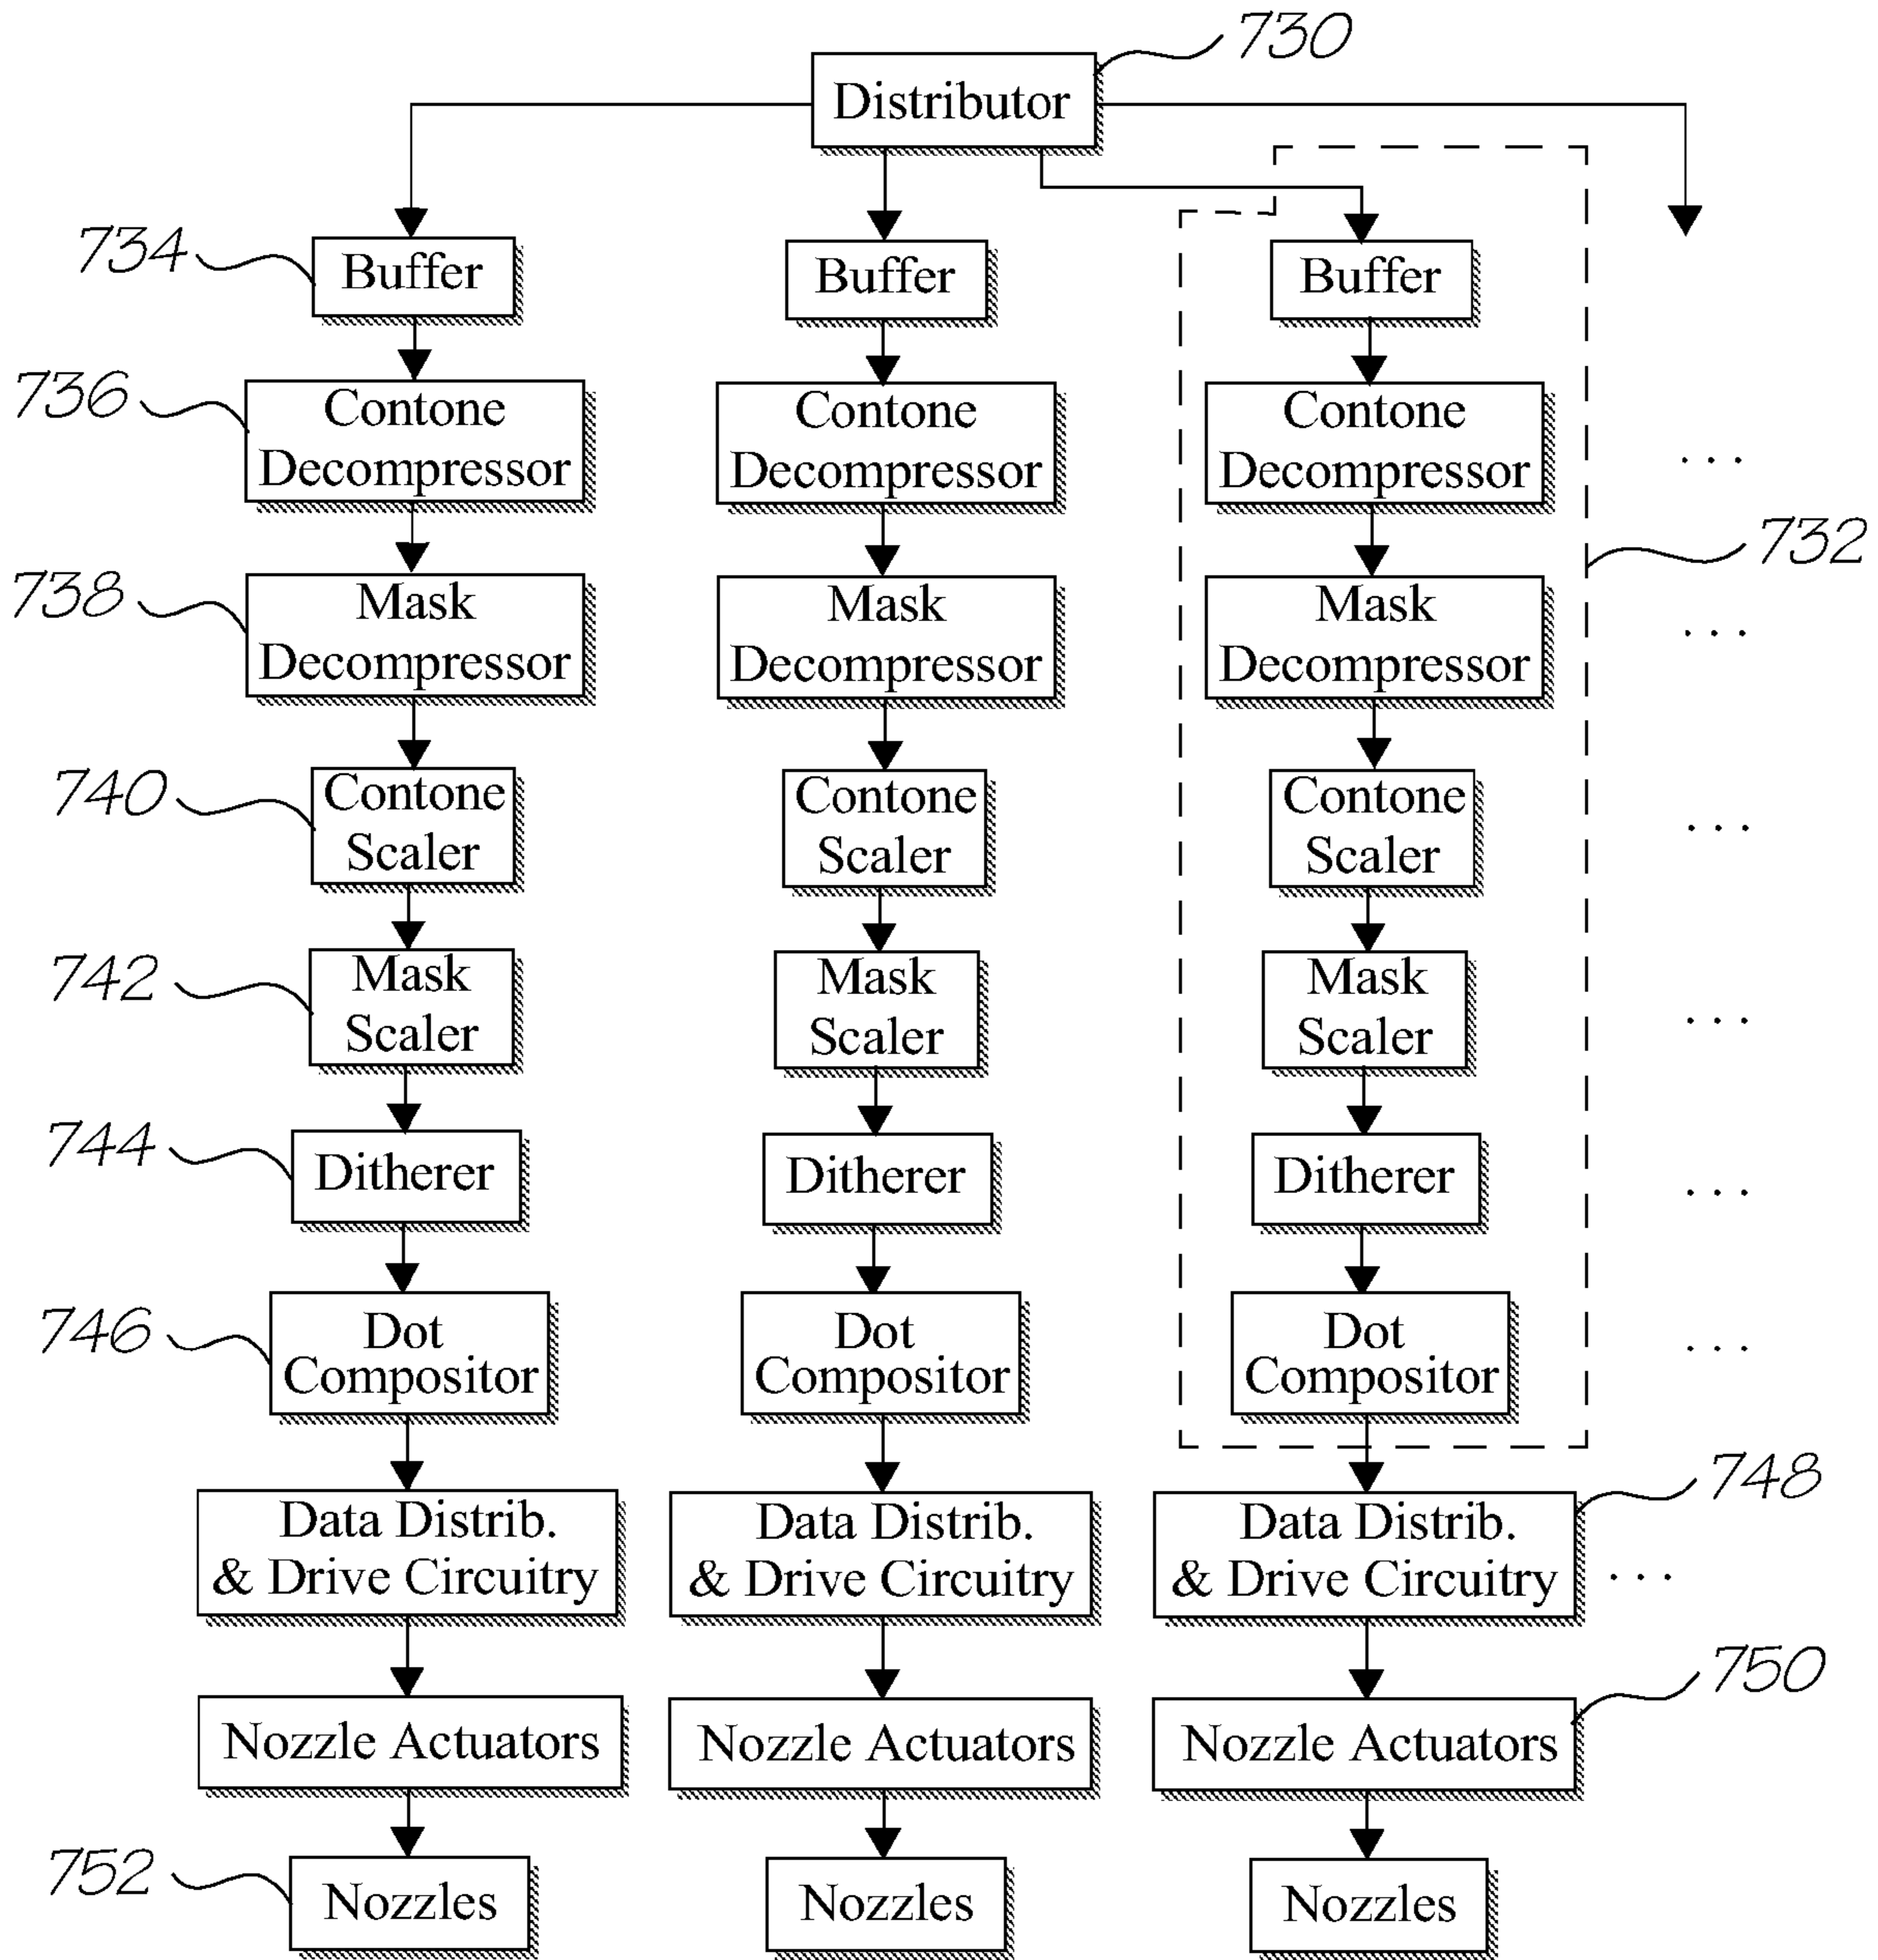 730
Distributor
734
Buffer
Buffer
Buffer
736
Contone
Decompressor
Contone
Decompressor
Contone
Decompressor
. . .
732
738
Mask
Decompressor
Mask
Decompressor
Mask
Decompressor
. . .
740
Contone
Scaler
Contone
Scaler
Contone
Scaler
. . .
742
Mask
Scaler
Mask
Scaler
Mask
Scaler
. . .
744
Ditherer
Ditherer
Ditherer
. . .
746
Dot
Compositor
Dot
Compositor
Dot
Compositor
. . .
748
Data Distrib.
& Drive Circuitry
Data Distrib.
& Drive Circuitry
Data Distrib.
& Drive Circuitry
. . .
750
Nozzle Actuators
Nozzle Actuators
Nozzle Actuators
752
Nozzles
Nozzles
Nozzles